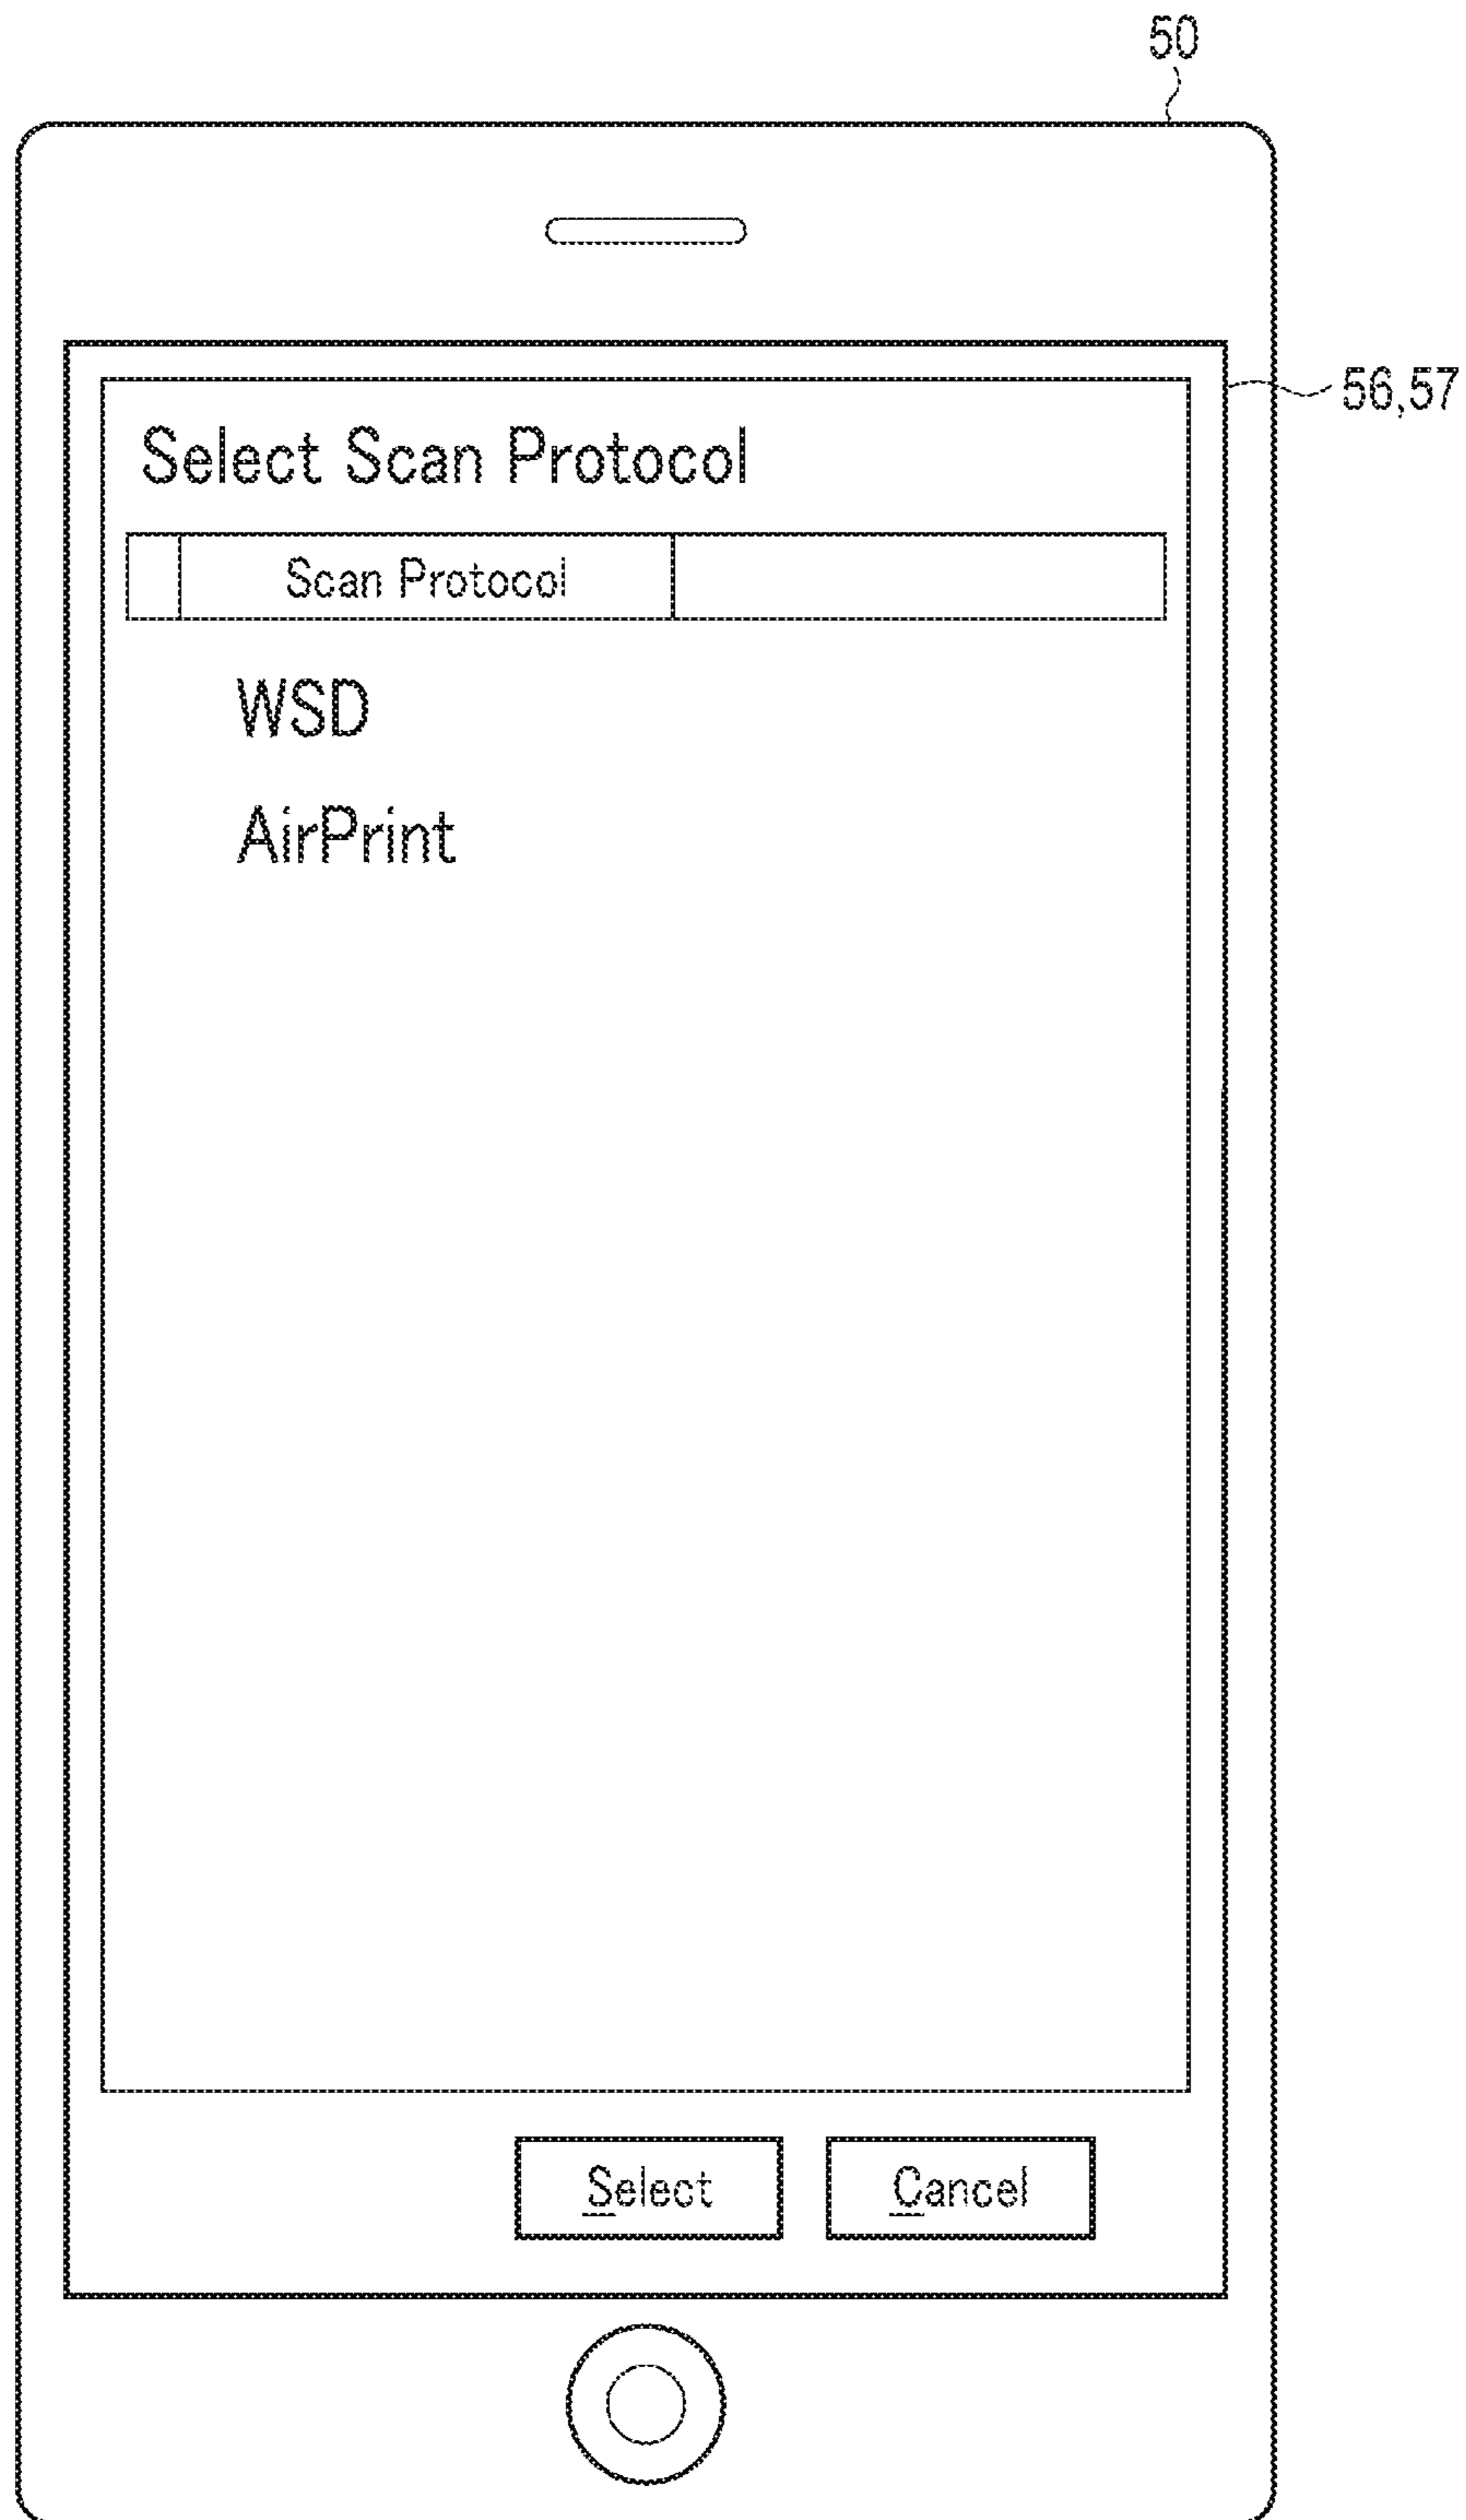 50
56,57
Select Scan Protocol
Scan Protocol
WSD
AirPrint
Select Cancel